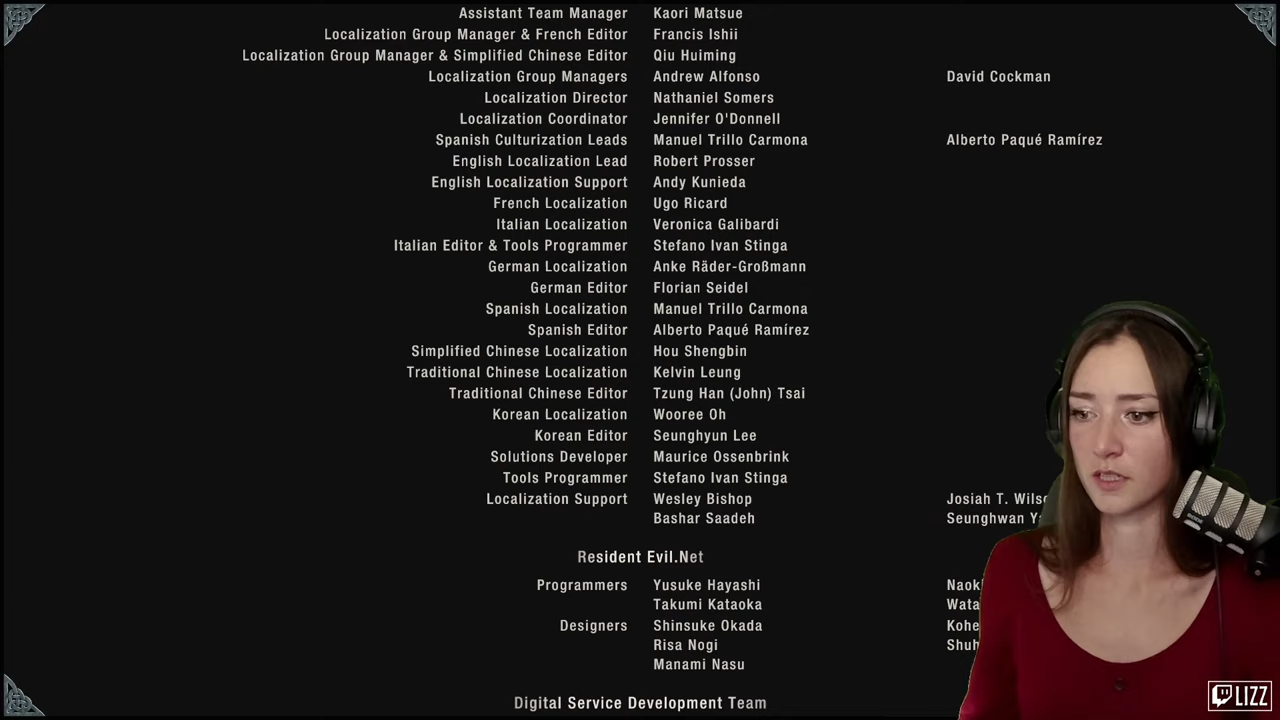 Assistant Team Manager Kaori Matsue
Localization Group Manager & French Editor Francis Ishii
Localization Group Manager & Simplified Chinese Editor Qiu Huiming
Localization Group Managers Andrew Alfonso David Cockman
Localization Director Nathaniel Somers
Localization Coordinator Jennifer O'Donnell
Spanish Culturization Leads Manuel Trillo Carmona Alberto Paqué Ramírez
English Localization Lead Robert Prosser
English Localization Support Andy Kunieda
French Localization Ugo Ricard
Italian Localization Veronica Galibardi
Italian Editor & Tools Programmer Stefano Ivan Stinga
German Localization Anke Räder-Großmann
German Editor Florian Seidel
Spanish Localization Manuel Trillo Carmona
Spanish Editor Alberto Paqué Ramírez
Simplified Chinese Localization Hou Shengbin
Traditional Chinese Localization Kelvin Leung
Traditional Chinese Editor Tzung Han (John) Tsai
Korean Localization Wooree Oh
Korean Editor Seunghyun Lee
Solutions Developer Maurice Ossenbrink
Tools Programmer Stefano Ivan Stinga
Localization Support Wesley Bishop Josiah T.
Bashar Saadeh Seunghwan
Resident Evil.Net
Programmers Yusuke Hayashi
Takumi Kataoka
Designers Shinsuke Okada
Risa Nogi
Manami Nasu
Digital Service Development Team
LIZZ